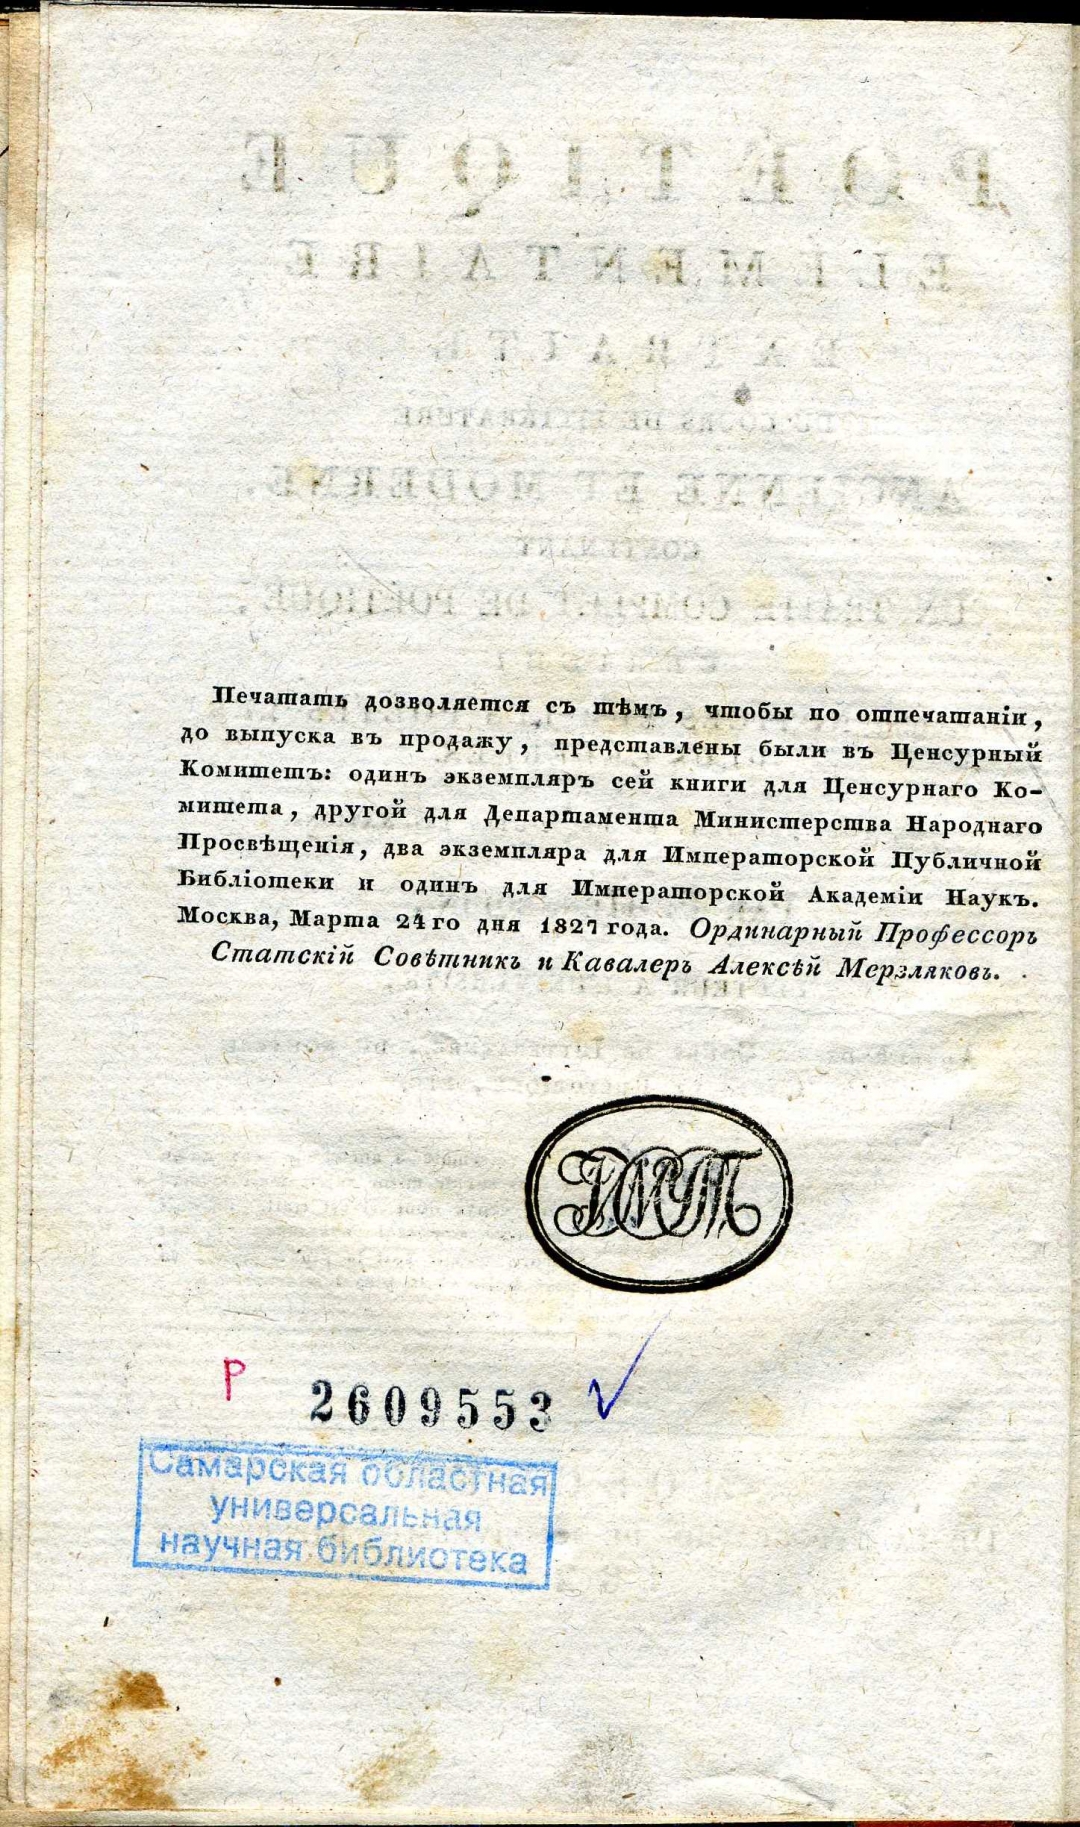 Печатать дозволяется съ тѣмъ, чтобы по отпечатаніи,
до выпуска въ продажу, представлены были въ Ценсурный
Комитетъ: одинъ экземпляръ сей книги для Ценсурнаго Ко-
митета, другой для Департамента Министерства Народнаго
Просвѣщенія, два экземпляра для Императорской Публичной
Библіотеки и одинъ для Императорской Академіи Наукъ.
Москва, Марта 24го дня 1827 года. Ординарный Профессоръ
Статскій Совѣтникъ и Кавалеръ Алексѣй Мерзляковъ.
Р
2609553
Самарская областная
универсальная
научная библиотека